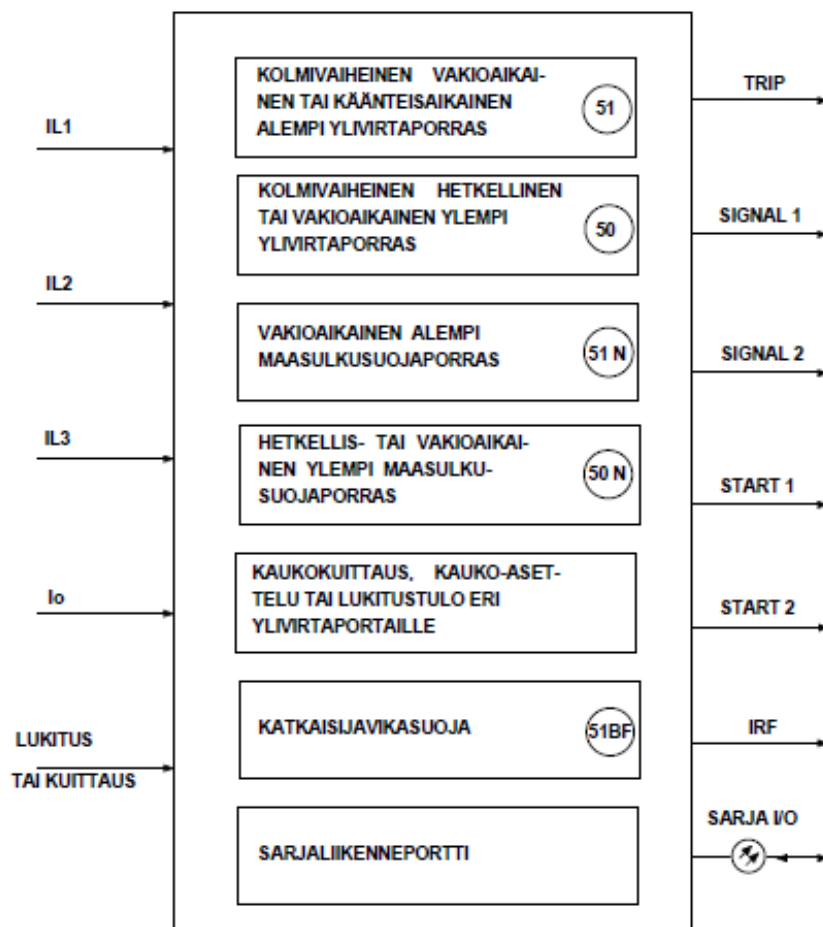 KOLMIVAIHEINEN VAKIOAIKAI-
NEN TAI KÄÄNTEISAIKAINEN
ALEMPI YLIVIRTAPORRAS
51
TRIP
IL1
KOLMIVAIHEINEN HETKELLINEN
TAI VAKIOAIKAINEN YLEMPI
YLIVIRTAPORRAS
50
SIGNAL 1
IL2
VAKIOAIKAINEN ALEMPI
MAASULKUSUOJAPORRAS
51 N
SIGNAL 2
IL3
HETKELLIS- TAI VAKIOAIKAI-
NEN YLEMPI MAASULKU-
SUOJAPORRAS
50 N
START 1
Io
KAUKOKUITTAUS, KAUKO-ASET-
TELU TAI LUKITUSTULO ERI
YLIVIRTAPORTAILLE
START 2
LUKITUS
TAI KUITTAUS
KATKAISIJAVIKASUOJA
51BF
IRF
SARJALIIKENNEPORTTI
SARJA I/O